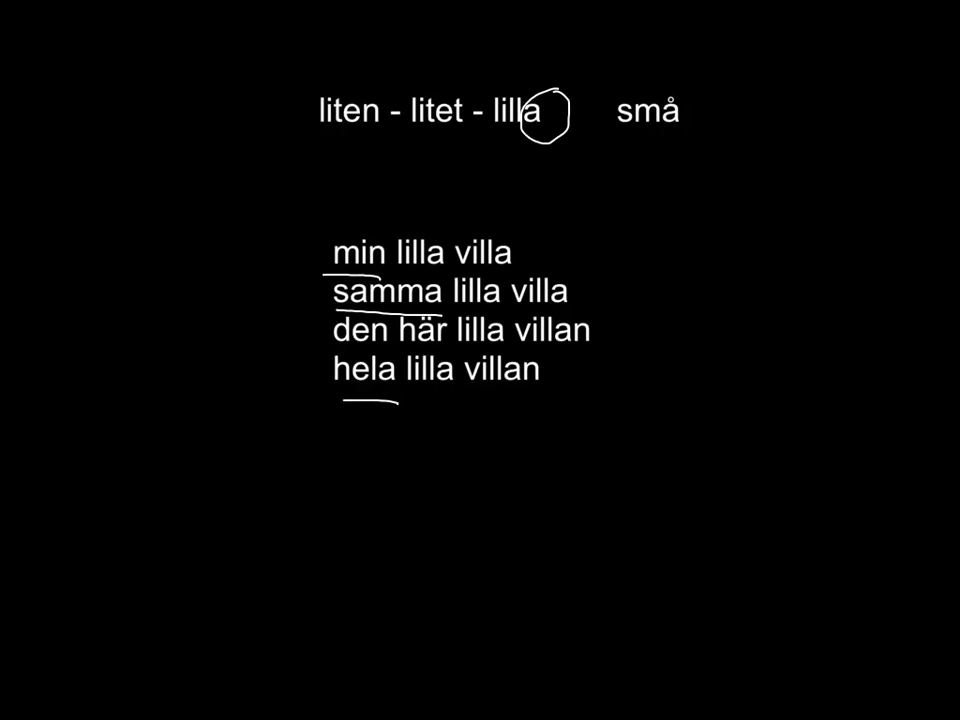 liten - litet - lilla små
min lilla villa
samma lilla villa
den här lilla villan
hela lilla villan